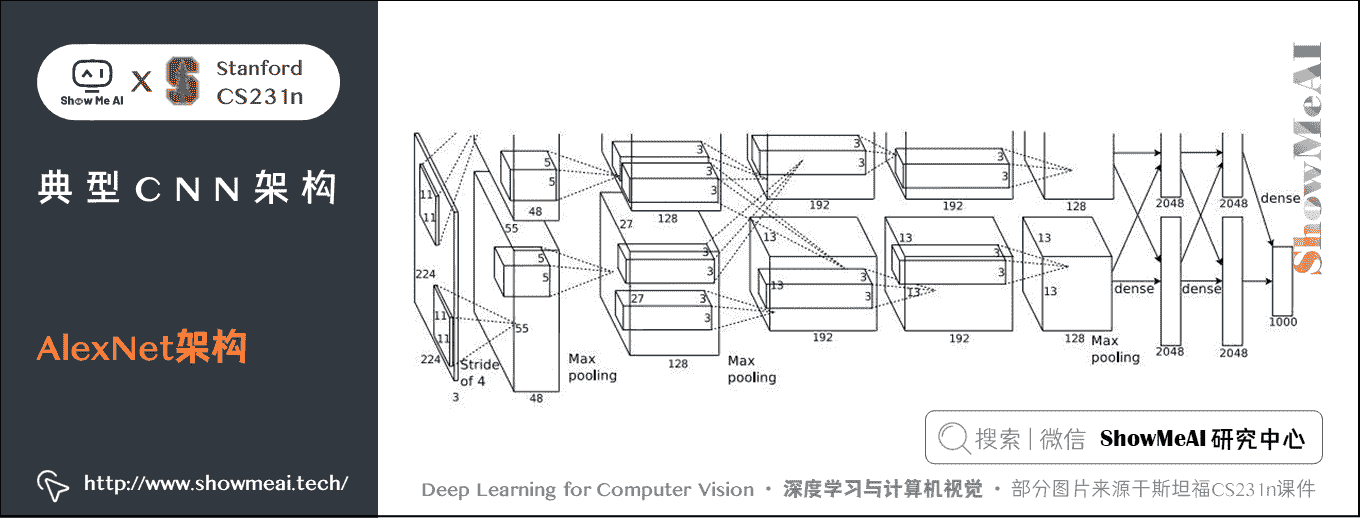 Show Me AI
X
Stanford
CS231n
典型CNN架构
AlexNet架构
http://www.showmeai.tech/
ShowMeAI
11
11
224
11
11
224
3
Stride
of 4
55
48
5
5
55
48
5
5
Max
pooling
27
128
3
3
3
3
27
128
3
3
3
3
Max
pooling
192
3
3
13
13
192
3
3
192
3
3
13
13
192
3
3
128
13
13
128
Max
pooling
2048
2048
dense
dense
dense
2048
2048
1000
搜索 | 微信 ShowMeAI 研究中心
Deep Learning for Computer Vision · 深度学习与计算机视觉 · 部分图片来源于斯坦福CS231n课件